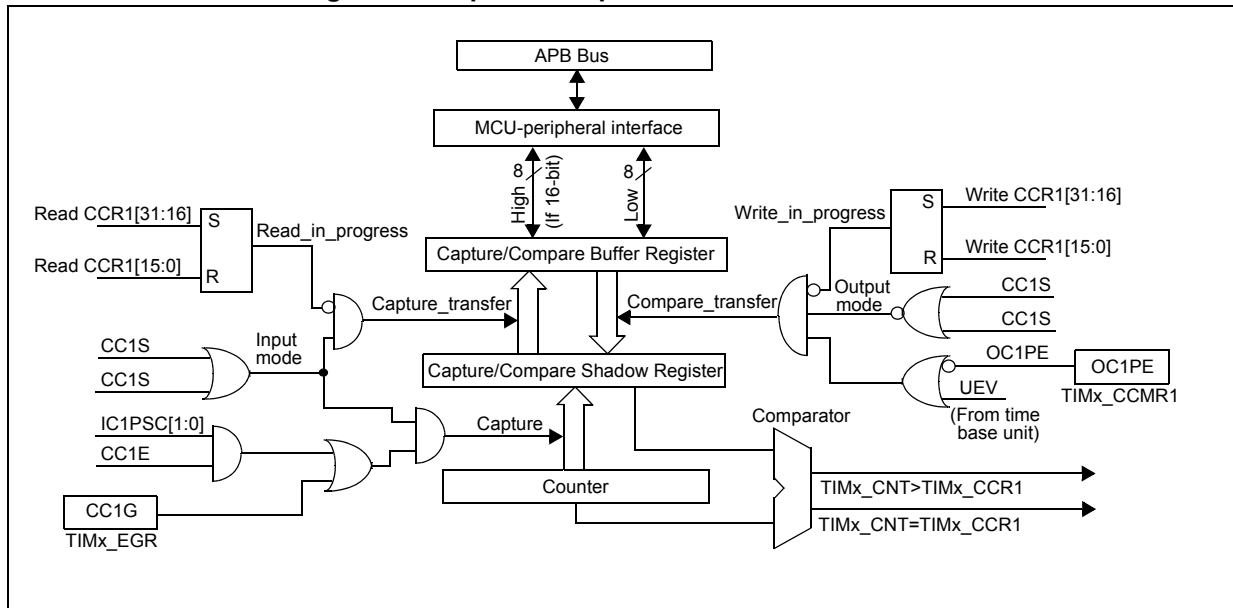 APB Bus
MCU-peripheral interface
High
(If 16-bit)
8
Low
8
Read CCR1[31:16]
S
Read_in_progress
Read CCR1[15:0]
R
Write_in_progress
S
Write CCR1[31:16]
R
Write CCR1[15:0]
Capture/Compare Buffer Register
Capture_transfer
Compare_transfer
Output
mode
CC1S
CC1S
CC1S
CC1S
Input
mode
Capture/Compare Shadow Register
OC1PE
OC1PE
UEV
TIMx_CCMR1
(From time
base unit)
IC1PSC[1:0]
CC1E
Capture
Comparator
CC1G
TIMx_EGR
Counter
TIMx_CNT>TIMx_CCR1
TIMx_CNT=TIMx_CCR1